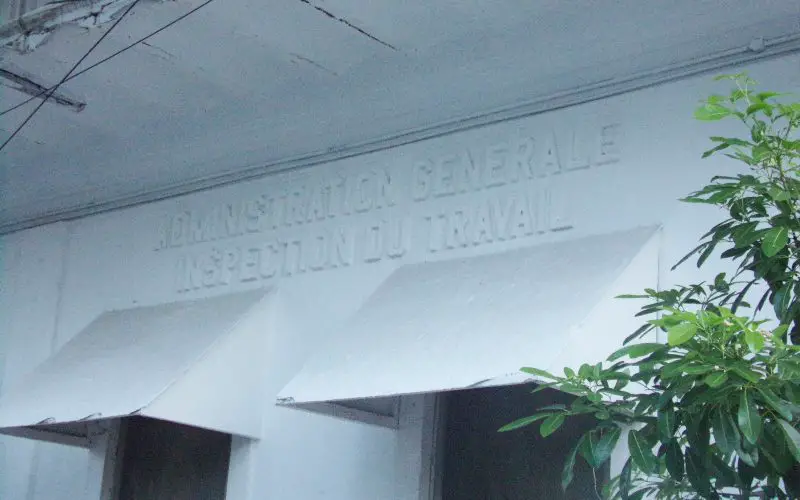 ADMINISTRATION GENERALE
INSPECTION DU TRAVAIL